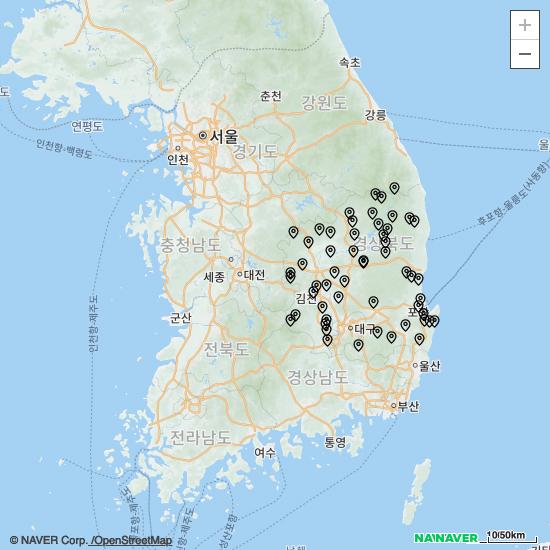 +
−
속초
춘천
강원도
강릉
도
연평도
인천항-백령도
서울
인천
경기도
울
후포항-울릉도(사동항)
충청남도
경상북도
세종
대전
인천항-제주도
김천
군산
포항
대구
전라북도
경상남도
울산
부산
전라남도
여수
통영
© NAVER Corp. /OpenStreetMap
NAVER
10/50km